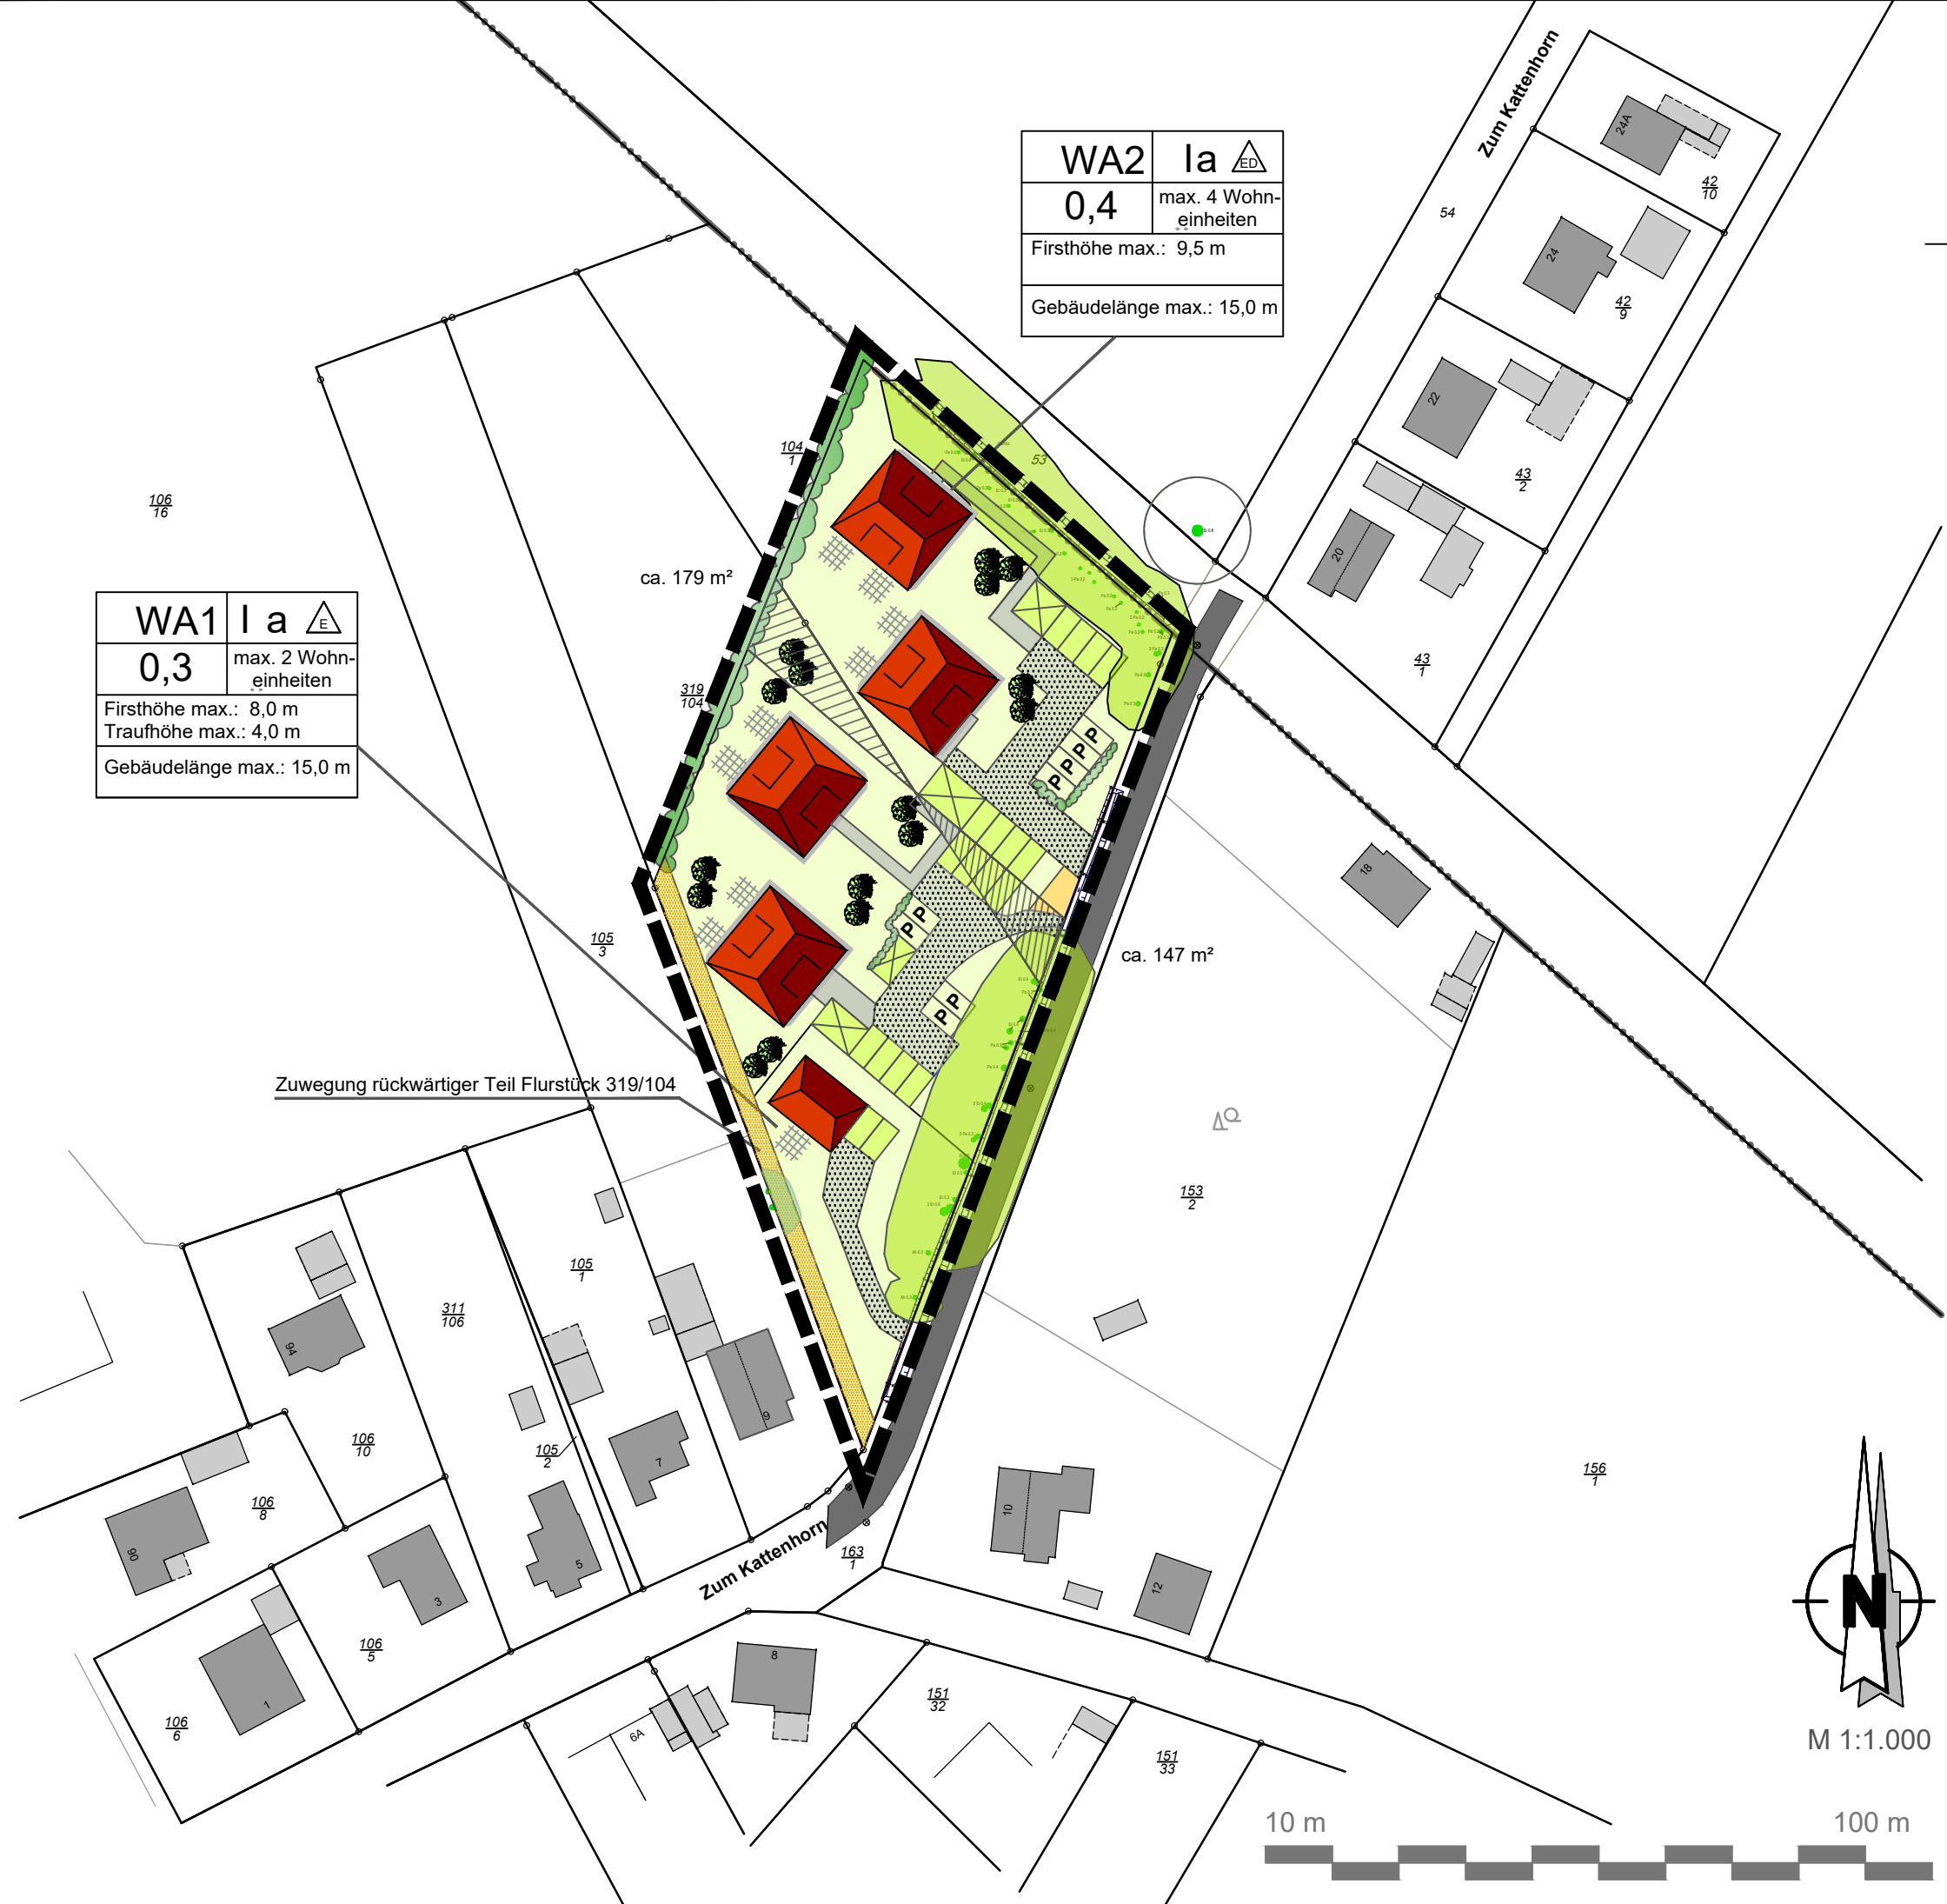 Zum Kattenhorn
24A
42
10
54
WA2 Ia ED
0,4 max. 4 Wohn-
einheiten
Firsthöhe max.: 9,5 m
Gebäudelänge max.: 15,0 m
24
42
9
22
43
2
20
43
1
53
104
1
106
16
ca. 179 m²
WA1 I a E
0,3 max. 2 Wohn-
einheiten
Firsthöhe max.: 8,0 m
Traufhöhe max.: 4,0 m
Gebäudelänge max.: 15,0 m
319
104
P P P P
18
P P
105
3
ca. 147 m²
P P
Zuwegung rückwärtiger Teil Flurstück 319/104
153
2
105
1
311
106
94
9
106
10
105
2
7
156
1
106
8
90
5
10
3
163
1
Zum Kattenhorn
12
N
106
5
1
8
106
6
6A
151
32
151
33
M 1:1.000
10 m 100 m